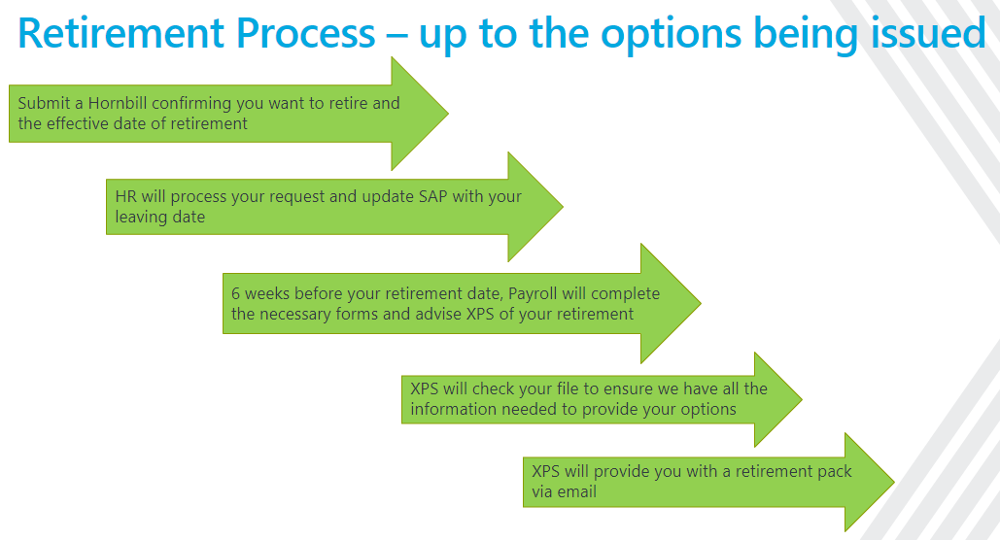 Retirement Process – up to the options being issued
Submit a Hornbill confirming you want to retire and
the effective date of retirement
HR will process your request and update SAP with your
leaving date
6 weeks before your retirement date, Payroll will complete
the necessary forms and advise XPS of your retirement
XPS will check your file to ensure we have all the
information needed to provide your options
XPS will provide you with a retirement pack
via email